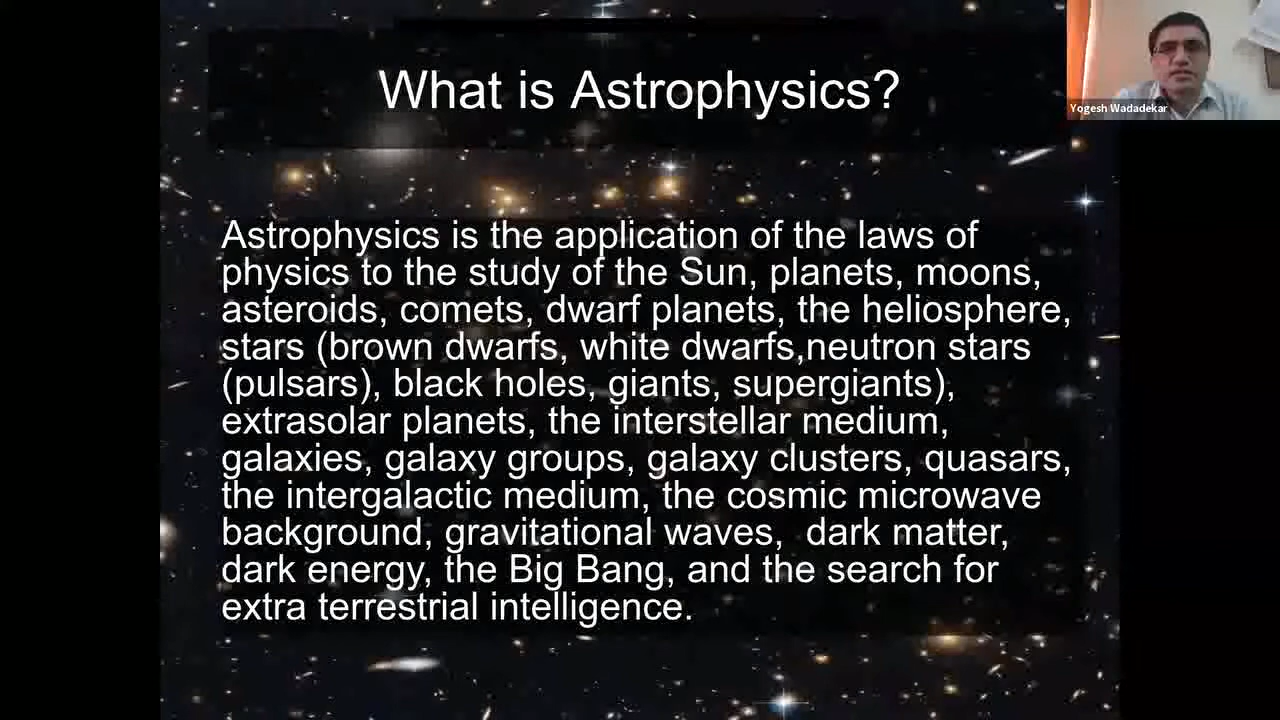 What is Astrophysics?
Yogesh Wadadekar
Astrophysics is the application of the laws of
physics to the study of the Sun, planets, moons,
asteroids, comets, dwarf planets, the heliosphere,
stars (brown dwarfs, white dwarfs,neutron stars
(pulsars), black holes, giants, supergiants),
extrasolar planets, the interstellar medium,
galaxies, galaxy groups, galaxy clusters, quasars,
the intergalactic medium, the cosmic microwave
background, gravitational waves,  dark matter,
dark energy, the Big Bang, and the search for
extra terrestrial intelligence.